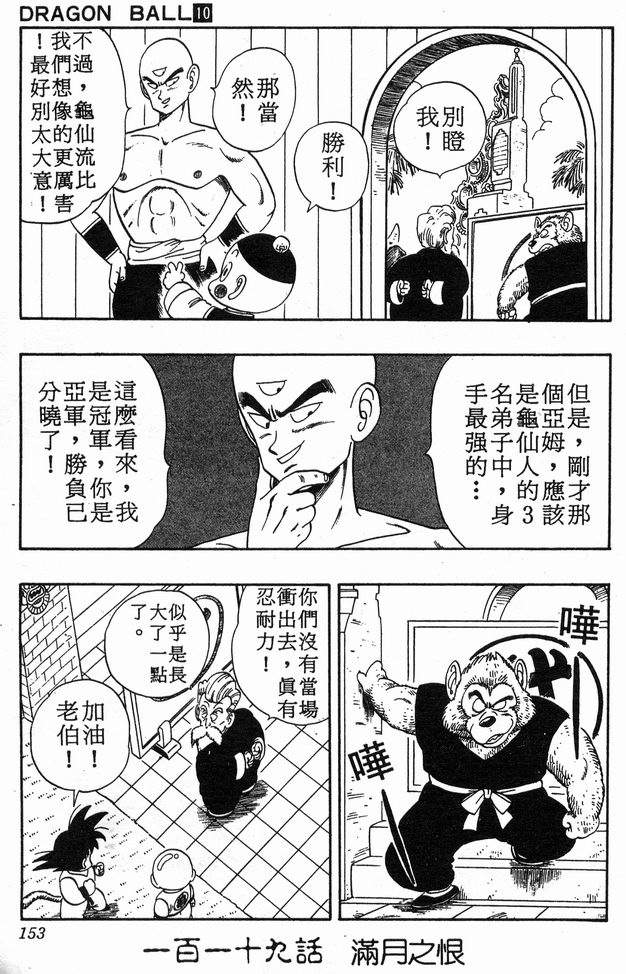 DRAGON BALL 10
別瞪
我！
勝利！
那當
然！
不過，龜仙流比
我們想像的更厲害
！最好別太大意！
但是，剛才那
個亞姆，應該
是龜仙人的3
名弟子中，身
手最強的…
這麼看來，我
是冠軍，你是
亞軍，勝負已
分曉了！
嘩
嘩
你們沒有當場
衝出去，真有
忍耐力！
似乎是長
大了一點
了。
加油！
老伯！
153
一百一十九話 滿月之恨